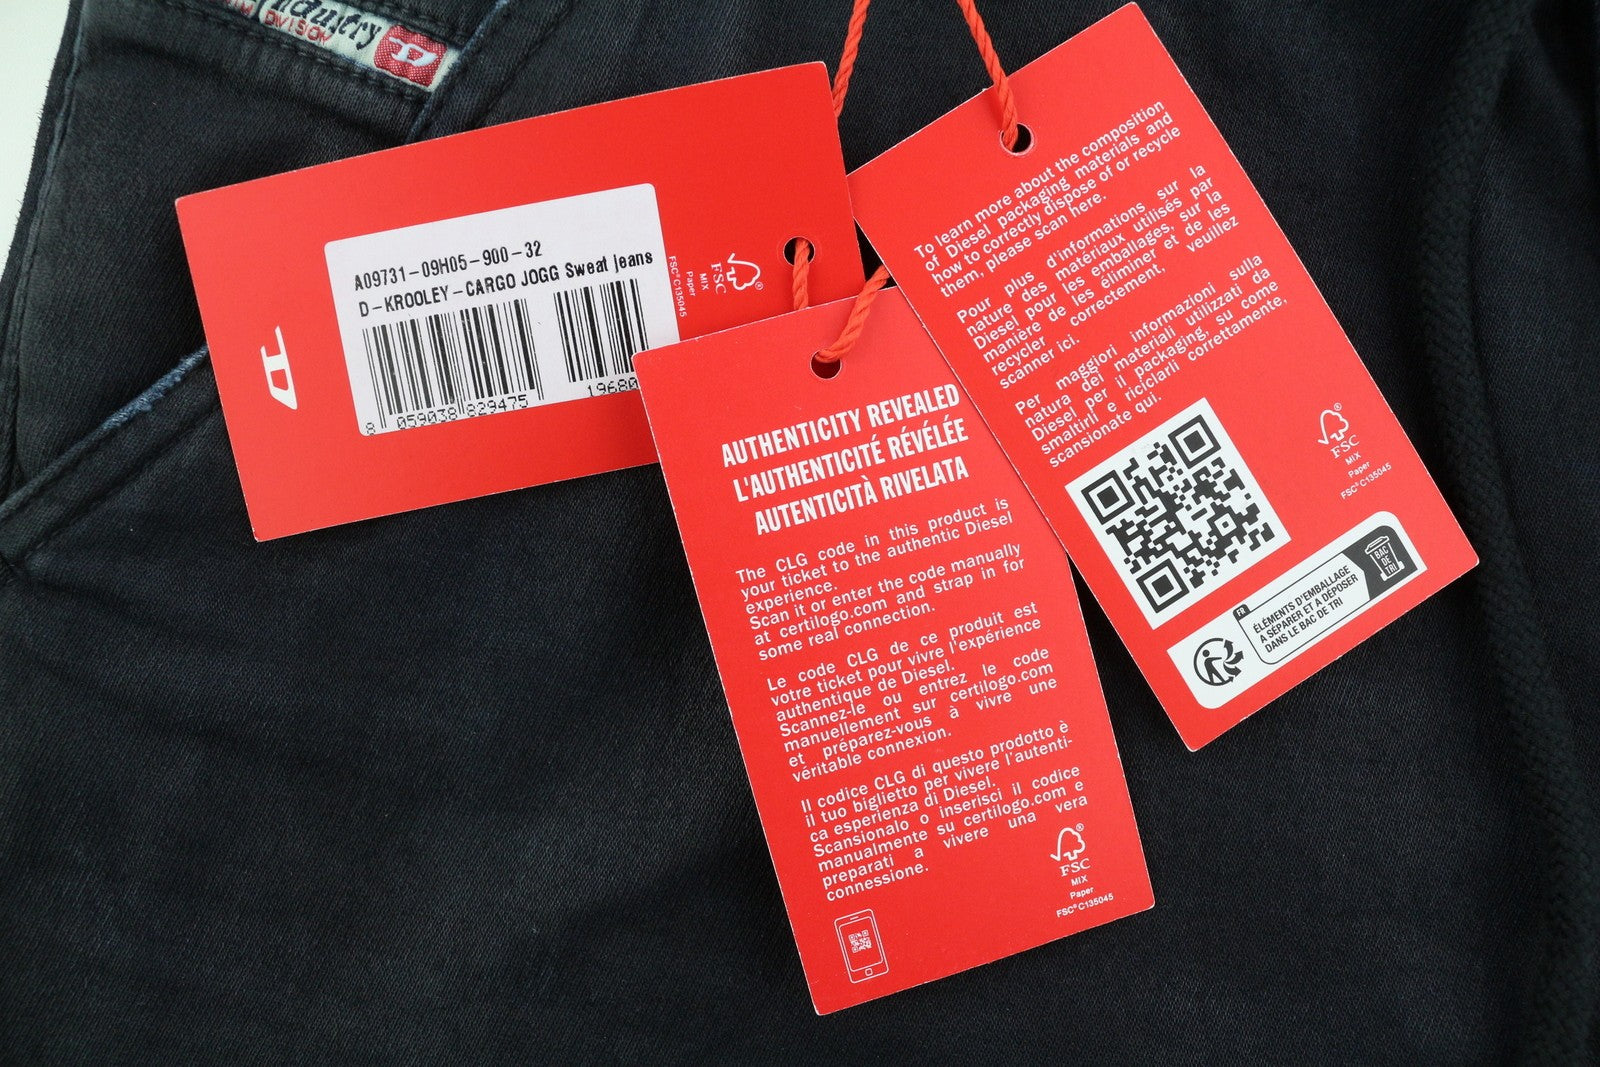 Industry
DIVISION
D
A09731-09H05-900-32
D-KROOLEY-CARGO JOGG Sweat jeans
8 059038 829475
19680
FSC
MIX
Paper
FSC® C135045
D
AUTHENTICITY REVEALED
L'AUTHENTICITÉ RÉVÉLÉE
AUTENTICITÀ RIVELATA
The CLG code in this product is
your ticket to the authentic Diesel
experience.
Scan it or enter the code manually
at certilogo.com and strap in for
some real connection.
Le code CLG de ce produit est
votre ticket pour vivre l'expérience
authentique de Diesel.
Scannez-le ou entrez le code
manuellement sur certilogo.com
et préparez-vous à vivre une
véritable connexion.
Il codice CLG di questo prodotto è
il tuo biglietto per vivere l'autenti-
ca esperienza di Diesel.
Scansionalo o inserisci il codice
manualmente su certilogo.com e
preparati a vivere una vera
connessione.
FSC
MIX
Paper
FSC® C135045
To learn more about the composition
of Diesel packaging materials and
how to correctly dispose of or recycle
them, please scan here.
Pour plus d'informations sur la
nature des matériaux utilisés par
Diesel pour les emballages, sur la
manière de les éliminer et de les
recycler correctement, veuillez
scanner ici.
Per maggiori informazioni sulla
natura dei materiali utilizzati da
Diesel per il packaging, su come
smaltirli e riciclarli correttamente,
scansionate qui.
FSC
MIX
Paper
FSC® C135045
FR
ÉLÉMENTS D'EMBALLAGE
À SÉPARER ET À DÉPOSER
DANS LE BAC DE TRI
BAC
DE
TRI